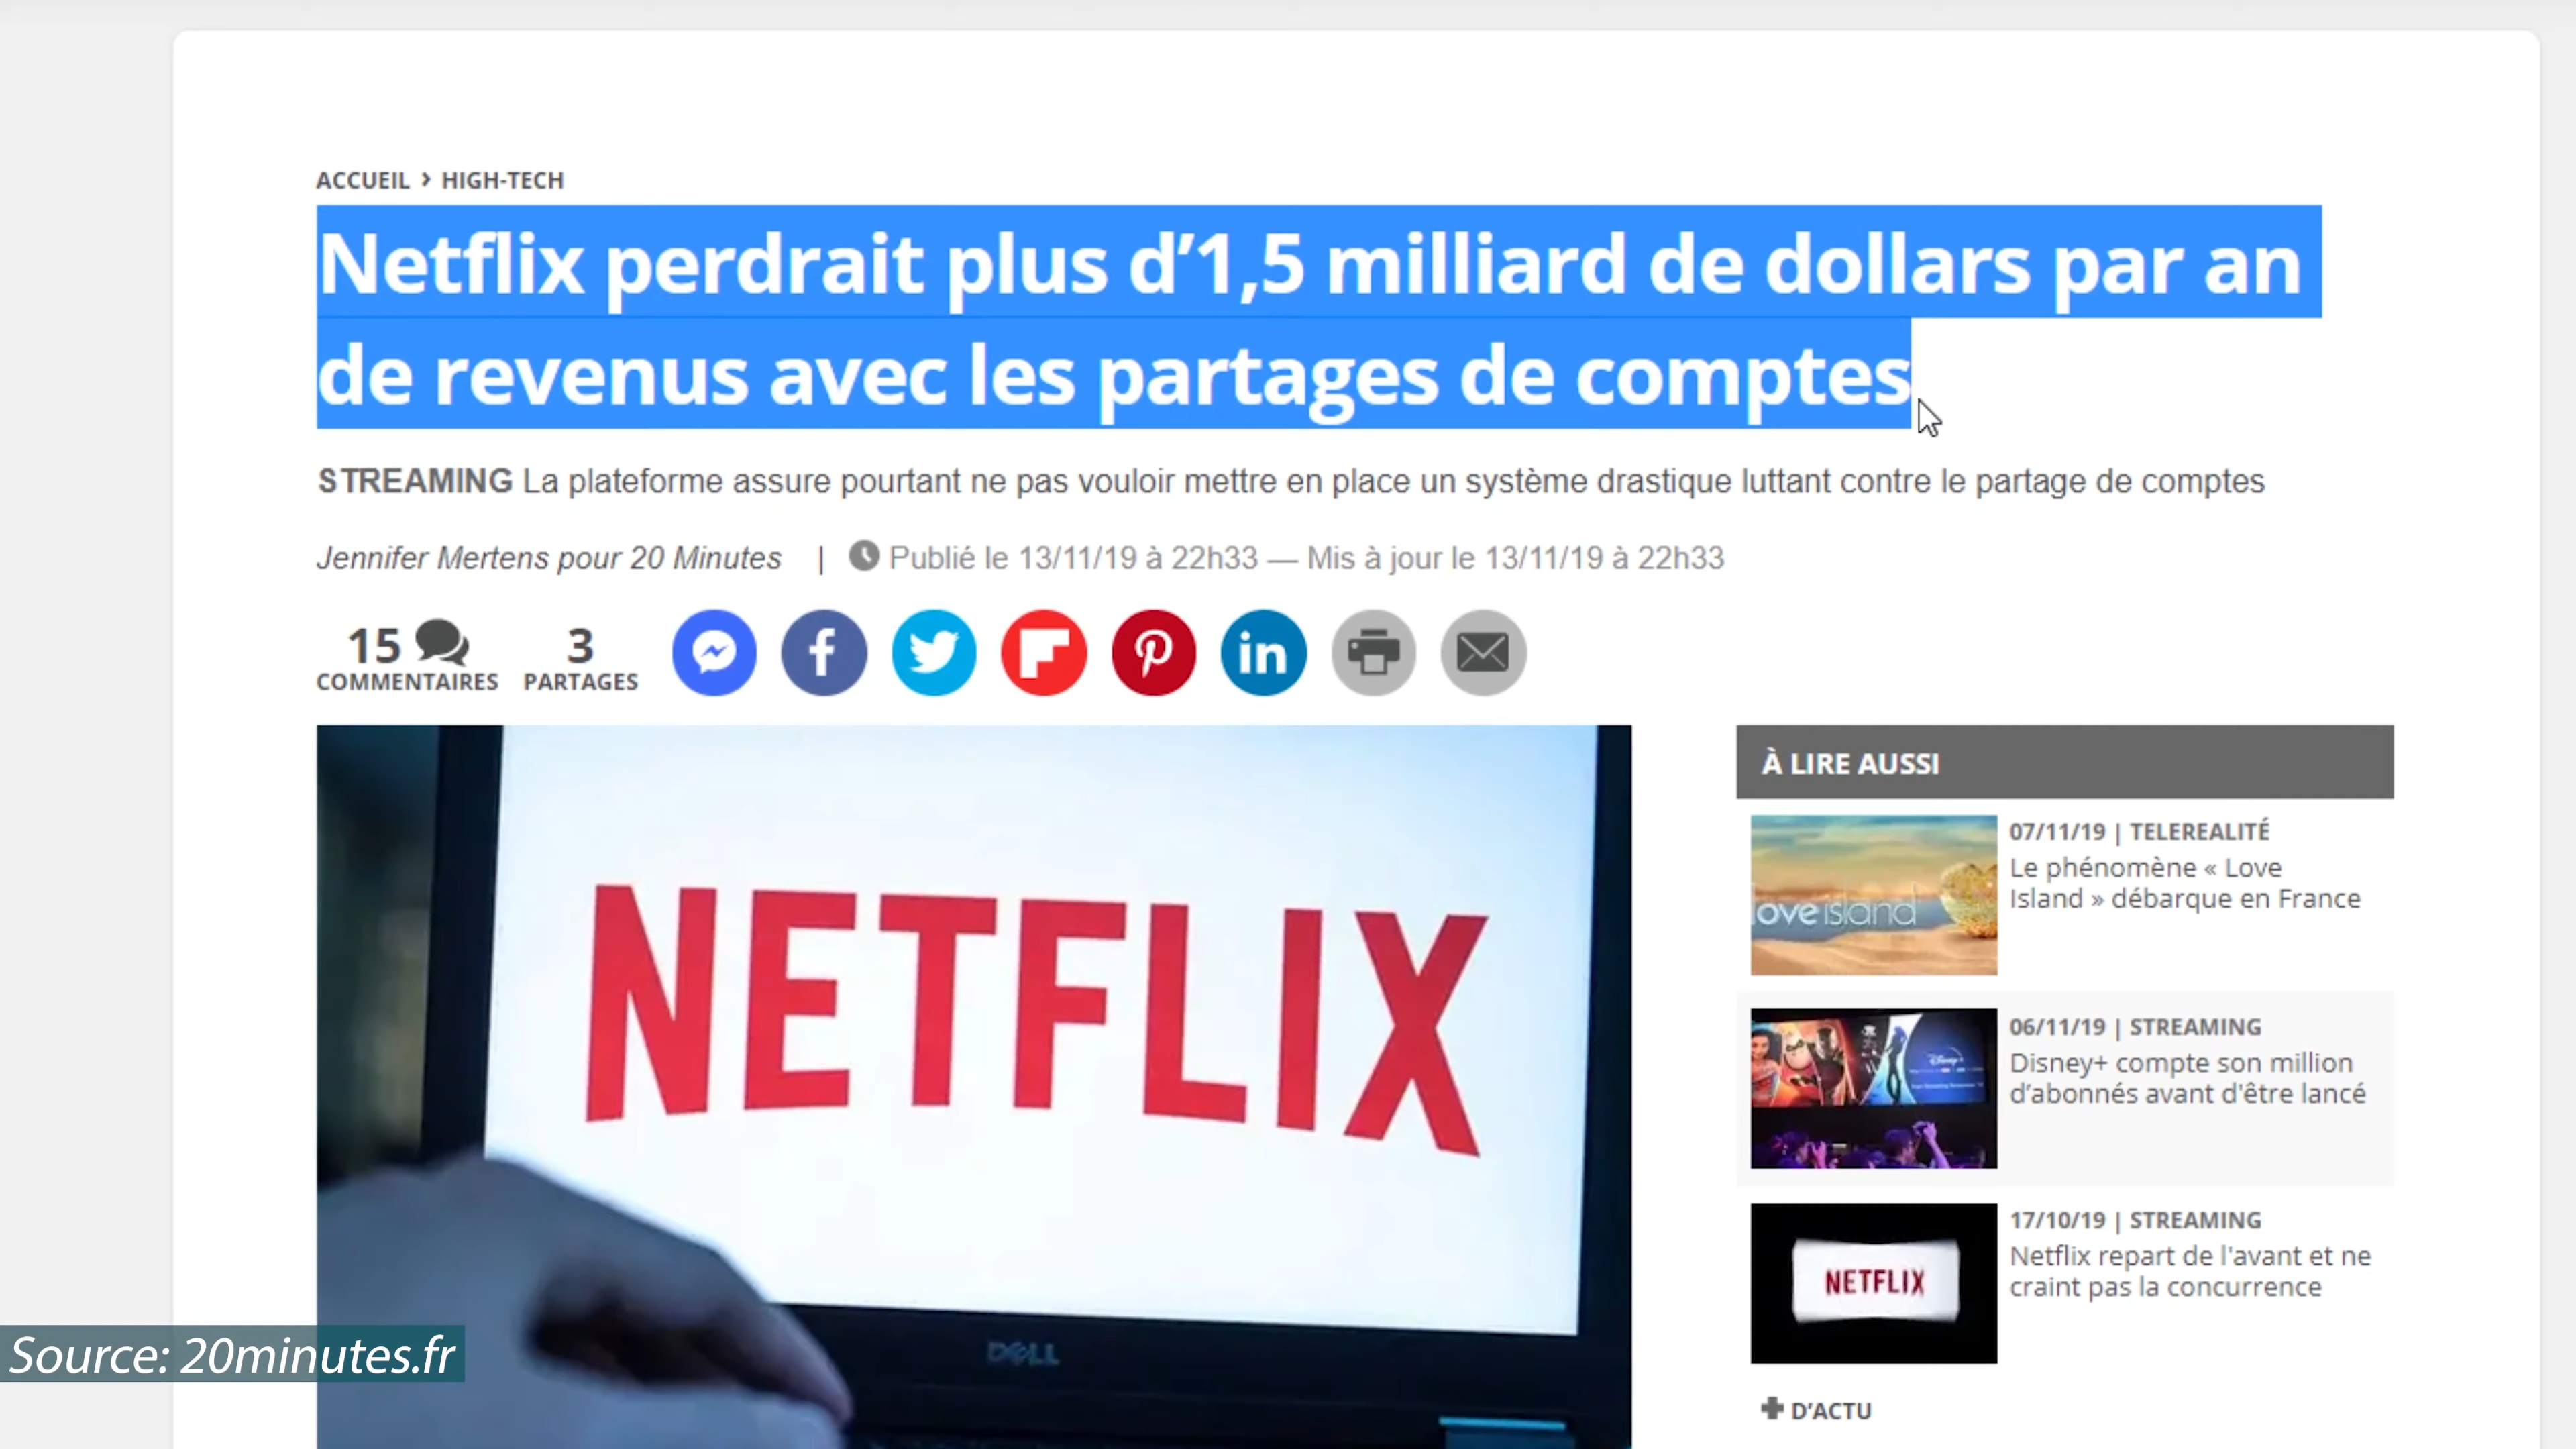 ACCUEIL › HIGH-TECH
Netflix perdrait plus d’1,5 milliard de dollars par an
de revenus avec les partages de comptes
STREAMING La plateforme assure pourtant ne pas vouloir mettre en place un système drastique luttant contre le partage de comptes
Jennifer Mertens pour 20 Minutes | Publié le 13/11/19 à 22h33 — Mis à jour le 13/11/19 à 22h33
15 3
COMMENTAIRES PARTAGES
NETFLIX
DELL
À LIRE AUSSI
love island
07/11/19 | TELEREALITÉ
Le phénomène « Love
Island » débarque en France
Disney+
06/11/19 | STREAMING
Disney+ compte son million
d’abonnés avant d'être lancé
NETFLIX
17/10/19 | STREAMING
Netflix repart de l'avant et ne
craint pas la concurrence
D’ACTU
Source: 20minutes.fr